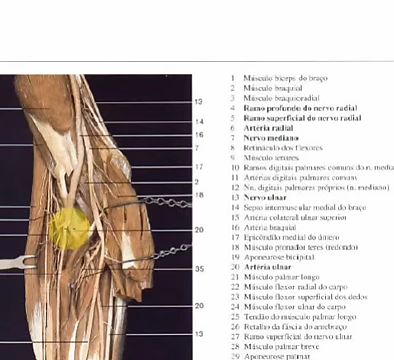 13
14
16
7
17
2
18
20
35
20
13
1 Músculo bíceps do braço
2 Músculo braquial
3 Músculo braquiorradial
4 Ramo profundo do nervo radial
5 Ramo superficial do nervo radial
6 Artéria radial
7 Nervo mediano
8 Retináculo dos flexores
9 Músculo tenares
10 Ramos digitais palmares comuns do n. media
11 Artérias digitais palmares comuns
12 Nn. digitais palmares próprios (n. mediano)
13 Nervo ulnar
14 Septo intermuscular medial do braço
15 Artéria colateral ulnar superior
16 Artéria braquial
17 Epicôndilo medial do úmero
18 Músculo pronador teres (redondo)
19 Aponeurose bicipital
20 Artéria ulnar
21 Músculo palmar longo
22 Músculo flexor radial do carpo
23 Músculo flexor superficial dos dedos
24 Músculo flexor ulnar do carpo
25 Tendão do músculo palmar longo
26 Retalho da fáscia do antebraço
27 Ramo superficial do nervo ulnar
28 Músculo palmar breve
29 Aponeurose palmar